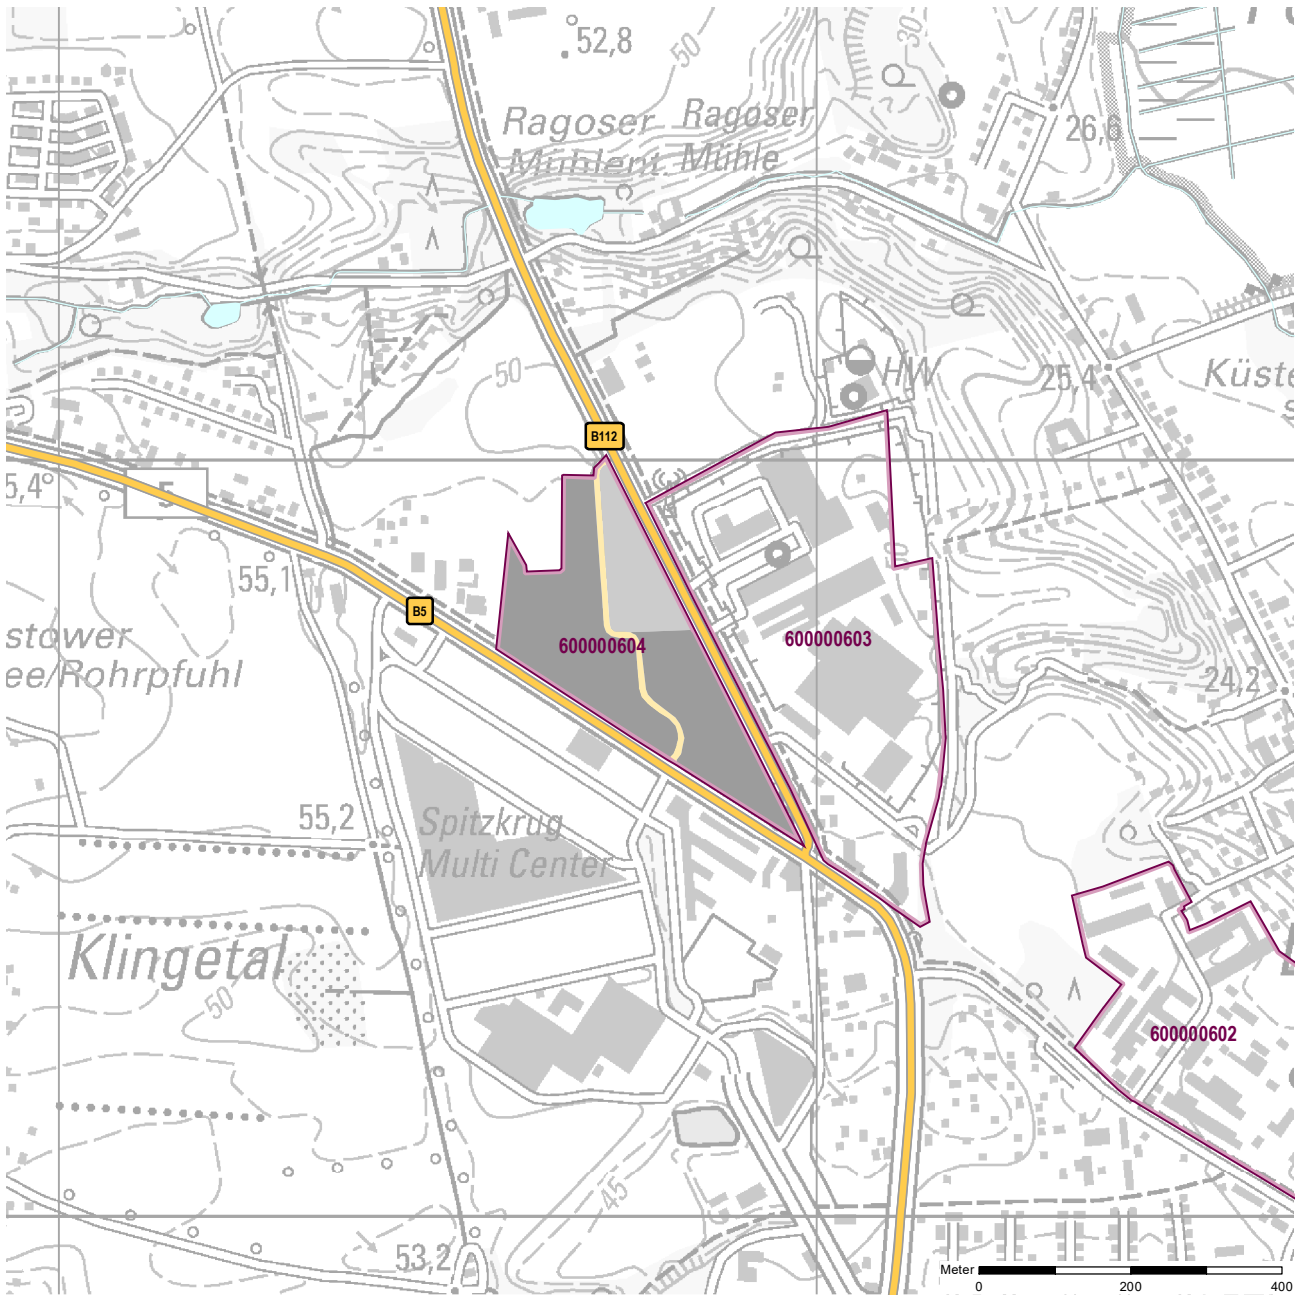 52,8
50
30
Ragoser
Mühlent.
Ragoser
Mühle
26,6
50
HW
25,4
Küste
B112
5,4
5
55,1
B5
stower
ee/Rohrpfuhl
600000604
600000603
24,2
55,2
Spitzkrug
Multi Center
Klingetal
50
600000602
45
53,2
Meter
0
200
400